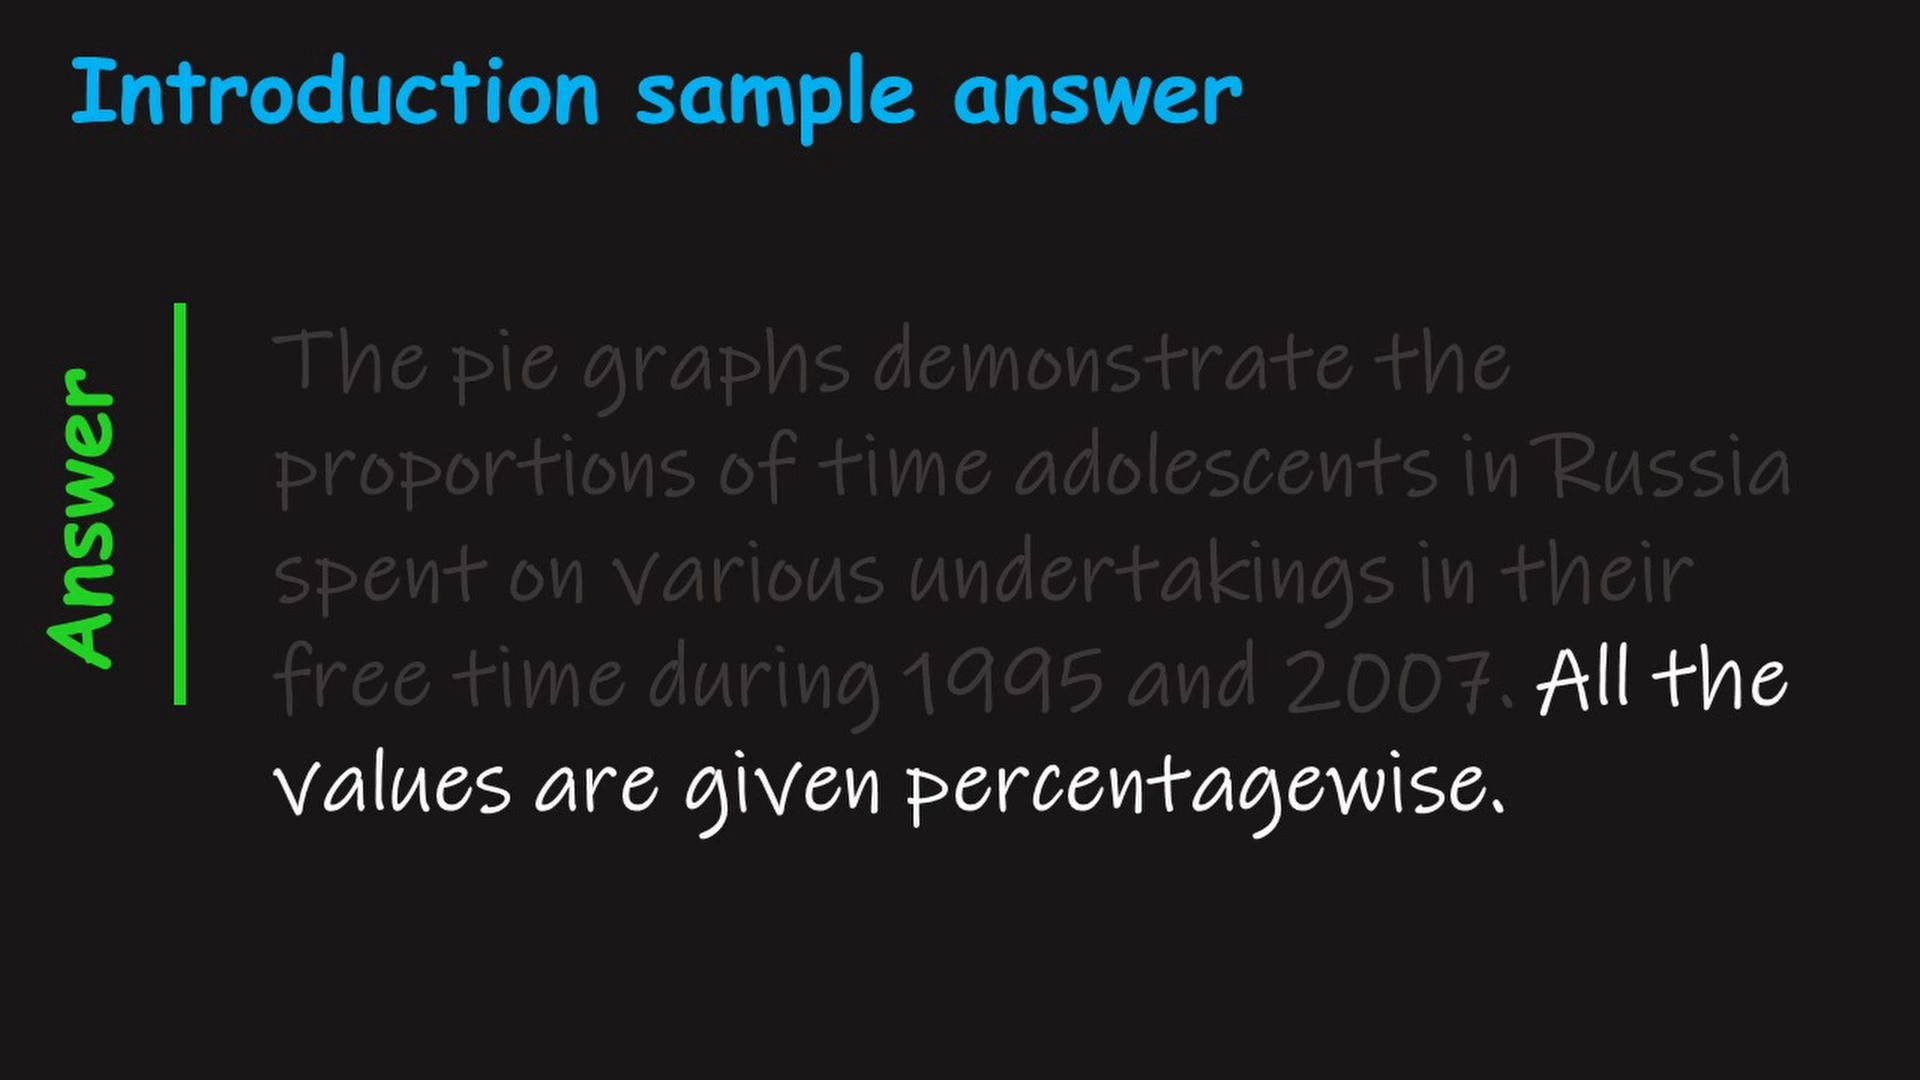 Introduction sample answer
Answer
The pie graphs demonstrate the
proportions of time adolescents in Russia
spent on various undertakings in their
free time during 1995 and 2007. All the
values are given percentagewise.